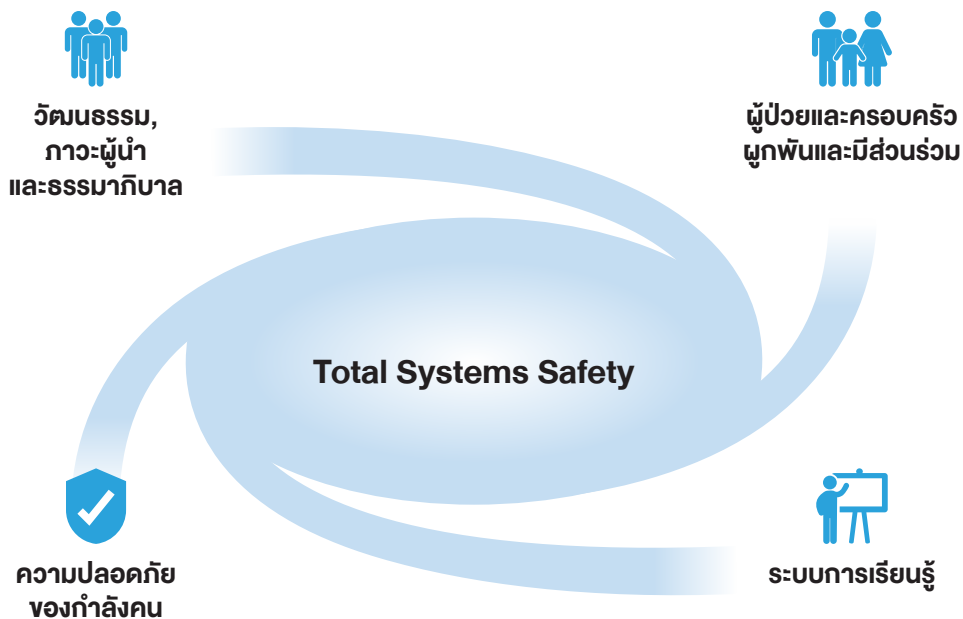 วัฒนธรรม,
ภาวะผู้นำ
และธรรมาภิบาล
ผู้ป่วยและครอบครัว
ผูกพันและมีส่วนร่วม
Total Systems Safety
ความปลอดภัย
ของกำลังคน
ระบบการเรียนรู้